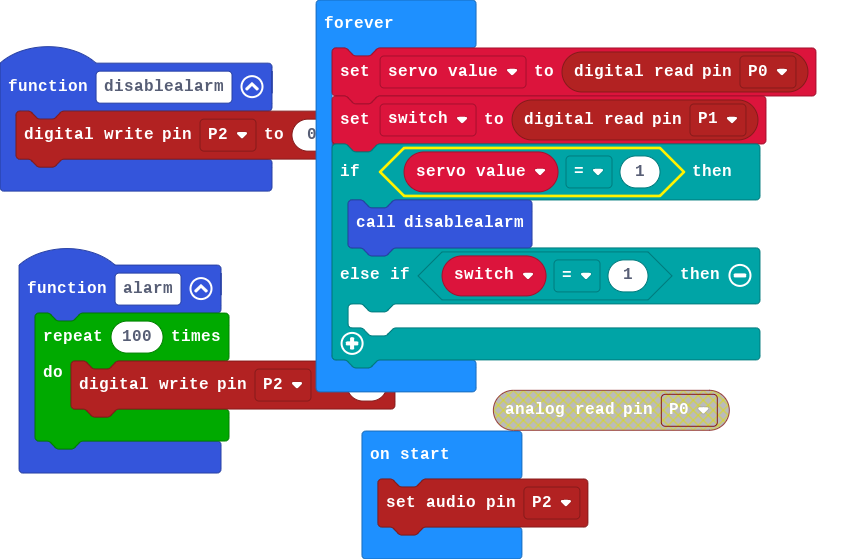 forever
set servo value to digital read pin P0
set switch to digital read pin P1
if servo value = 1 then
call disablealarm
else if switch = 1 then
function disablealarm
digital write pin P2 to 0
function alarm
repeat 100 times
do digital write pin P2
analog read pin P0
on start
set audio pin P2